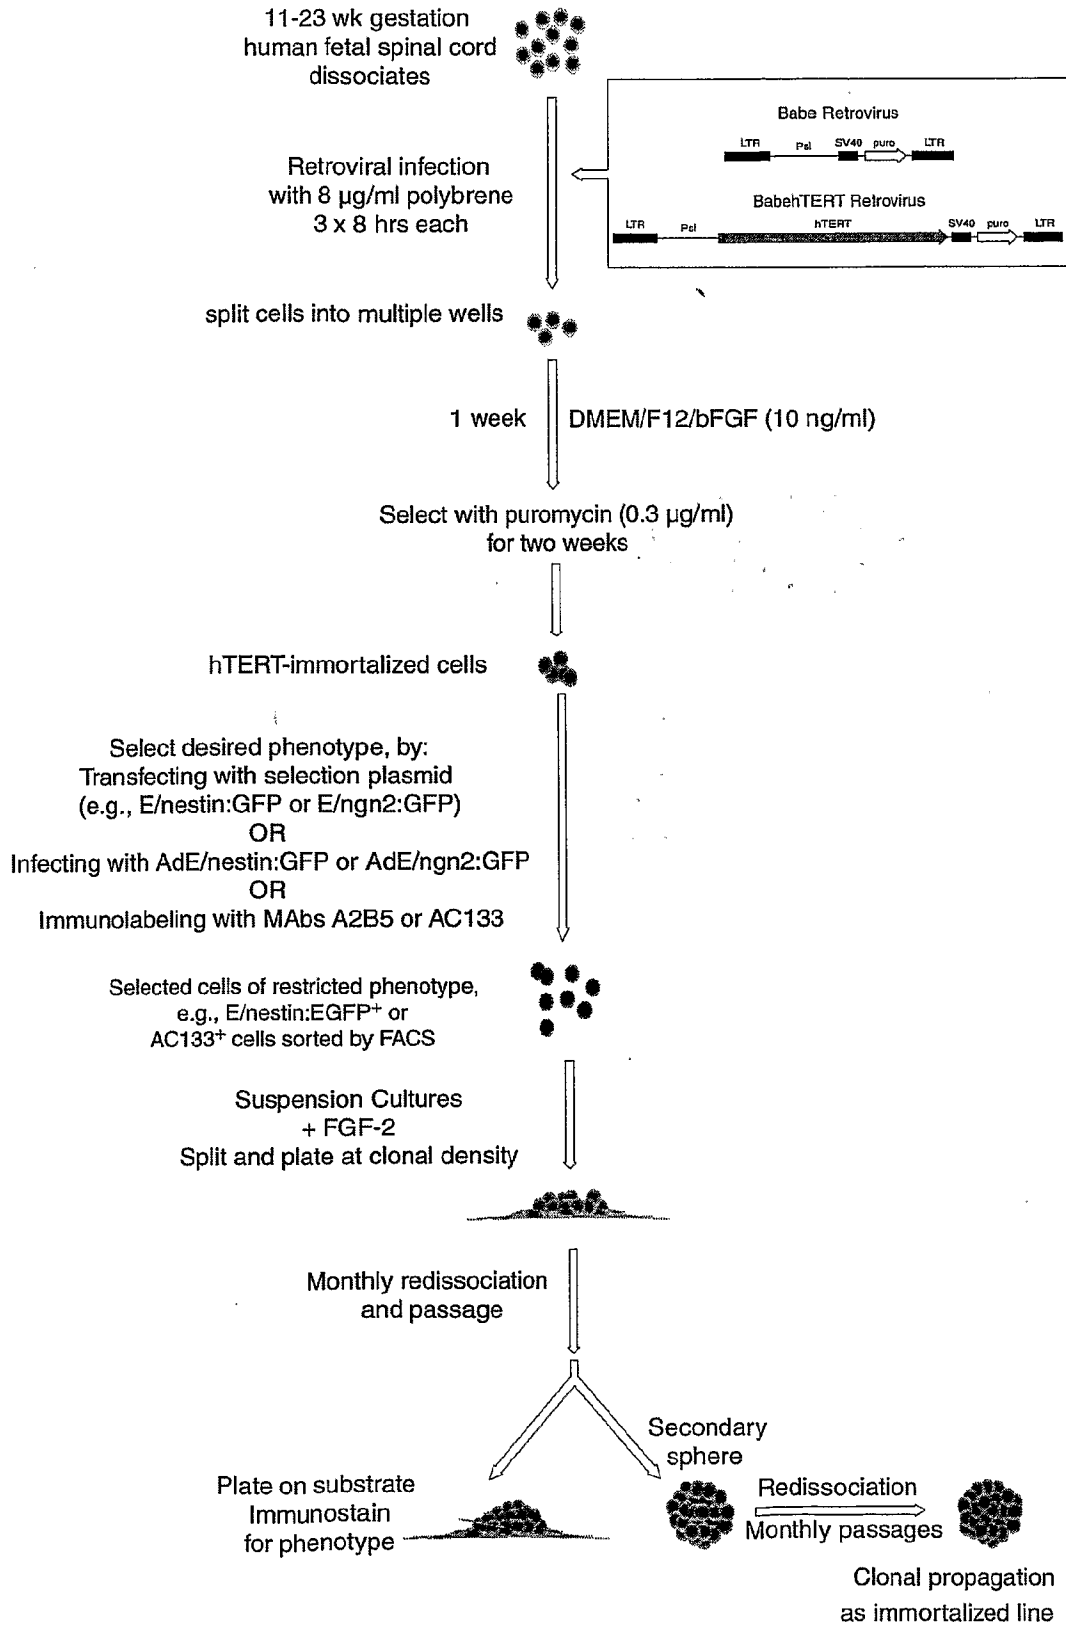 11-23 wk gestation
human fetal spinal cord
dissociates
Babe Retrovirus
LTR Psi SV40 puro LTR
Retroviral infection
with 8 µg/ml polybrene
3 x 8 hrs each
BabehTERT Retrovirus
LTR Psi hTERT SV40 puro LTR
split cells into multiple wells
1 week DMEM/F12/bFGF (10 ng/ml)
Select with puromycin (0.3 µg/ml)
for two weeks
hTERT-immortalized cells
Select desired phenotype, by:
Transfecting with selection plasmid
(e.g., E/nestin:GFP or E/ngn2:GFP)
OR
Infecting with AdE/nestin:GFP or AdE/ngn2:GFP
OR
Immunolabeling with MAbs A2B5 or AC133
Selected cells of restricted phenotype,
e.g., E/nestin:EGFP+ or
AC133+ cells sorted by FACS
Suspension Cultures
+ FGF-2
Split and plate at clonal density
Monthly redissociation
and passage
Secondary
sphere
Plate on substrate
Immunostain
for phenotype
Redissociation
Monthly passages
Clonal propagation
as immortalized line